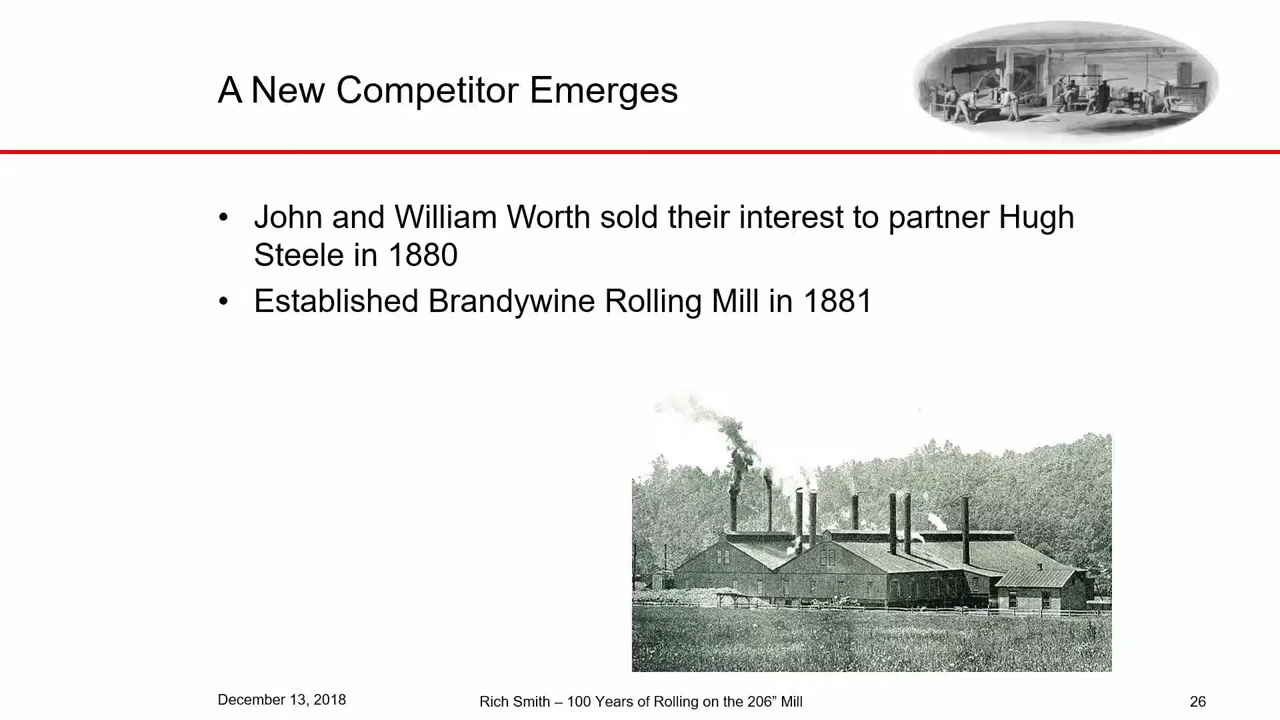 A New Competitor Emerges
• John and William Worth sold their interest to partner Hugh
Steele in 1880
• Established Brandywine Rolling Mill in 1881
December 13, 2018
Rich Smith – 100 Years of Rolling on the 206” Mill
26